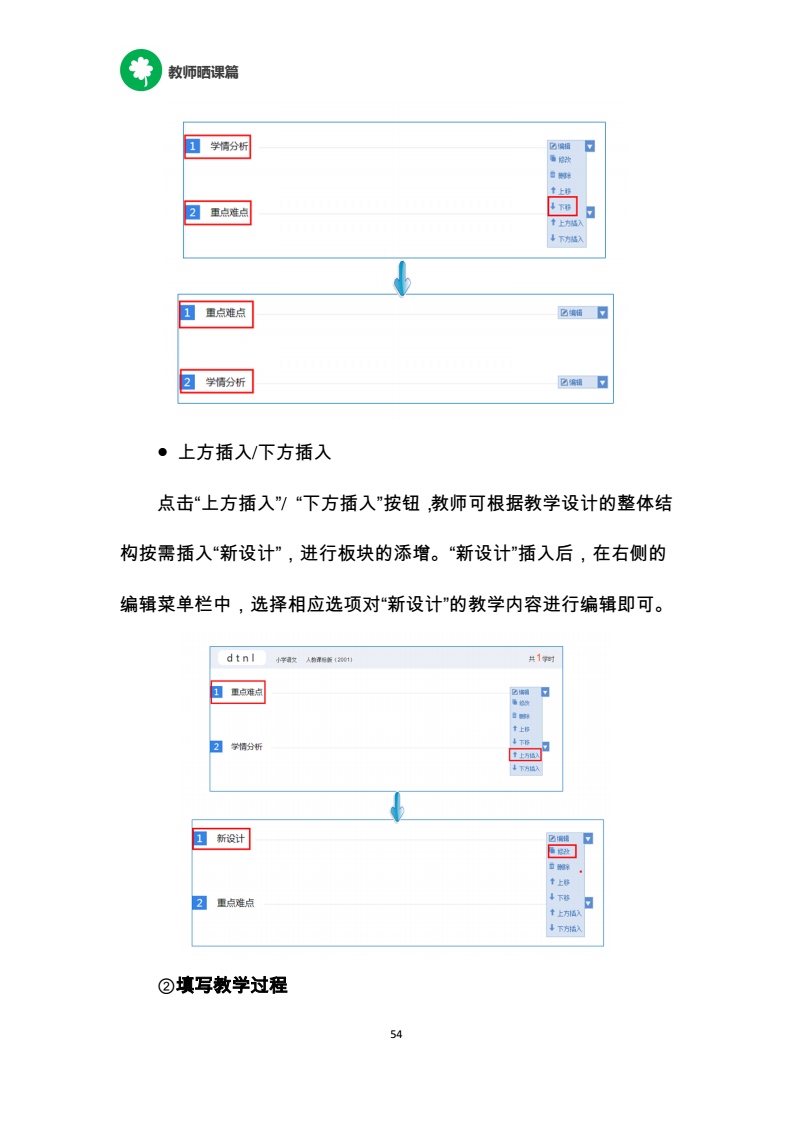 教师晒课篇
1 学情分析
编辑
修改
删除
上移
2 重点难点
下移
上方插入
下方插入
1 重点难点 编辑
2 学情分析 编辑
● 上方插入/下方插入
点击“上方插入”/ “下方插入”按钮,教师可根据教学设计的整体结
构按需插入“新设计”，进行板块的添增。“新设计”插入后，在右侧的
编辑菜单栏中，选择相应选项对“新设计”的教学内容进行编辑即可。
dtnl 小学语文 人教课标版（2001） 共1学时
1 重点难点 编辑
修改
删除
上移
下移
2 学情分析
上方插入
下方插入
1 新设计 编辑
修改
删除
上移
下移
2 重点难点
上方插入
下方插入
②填写教学过程
54